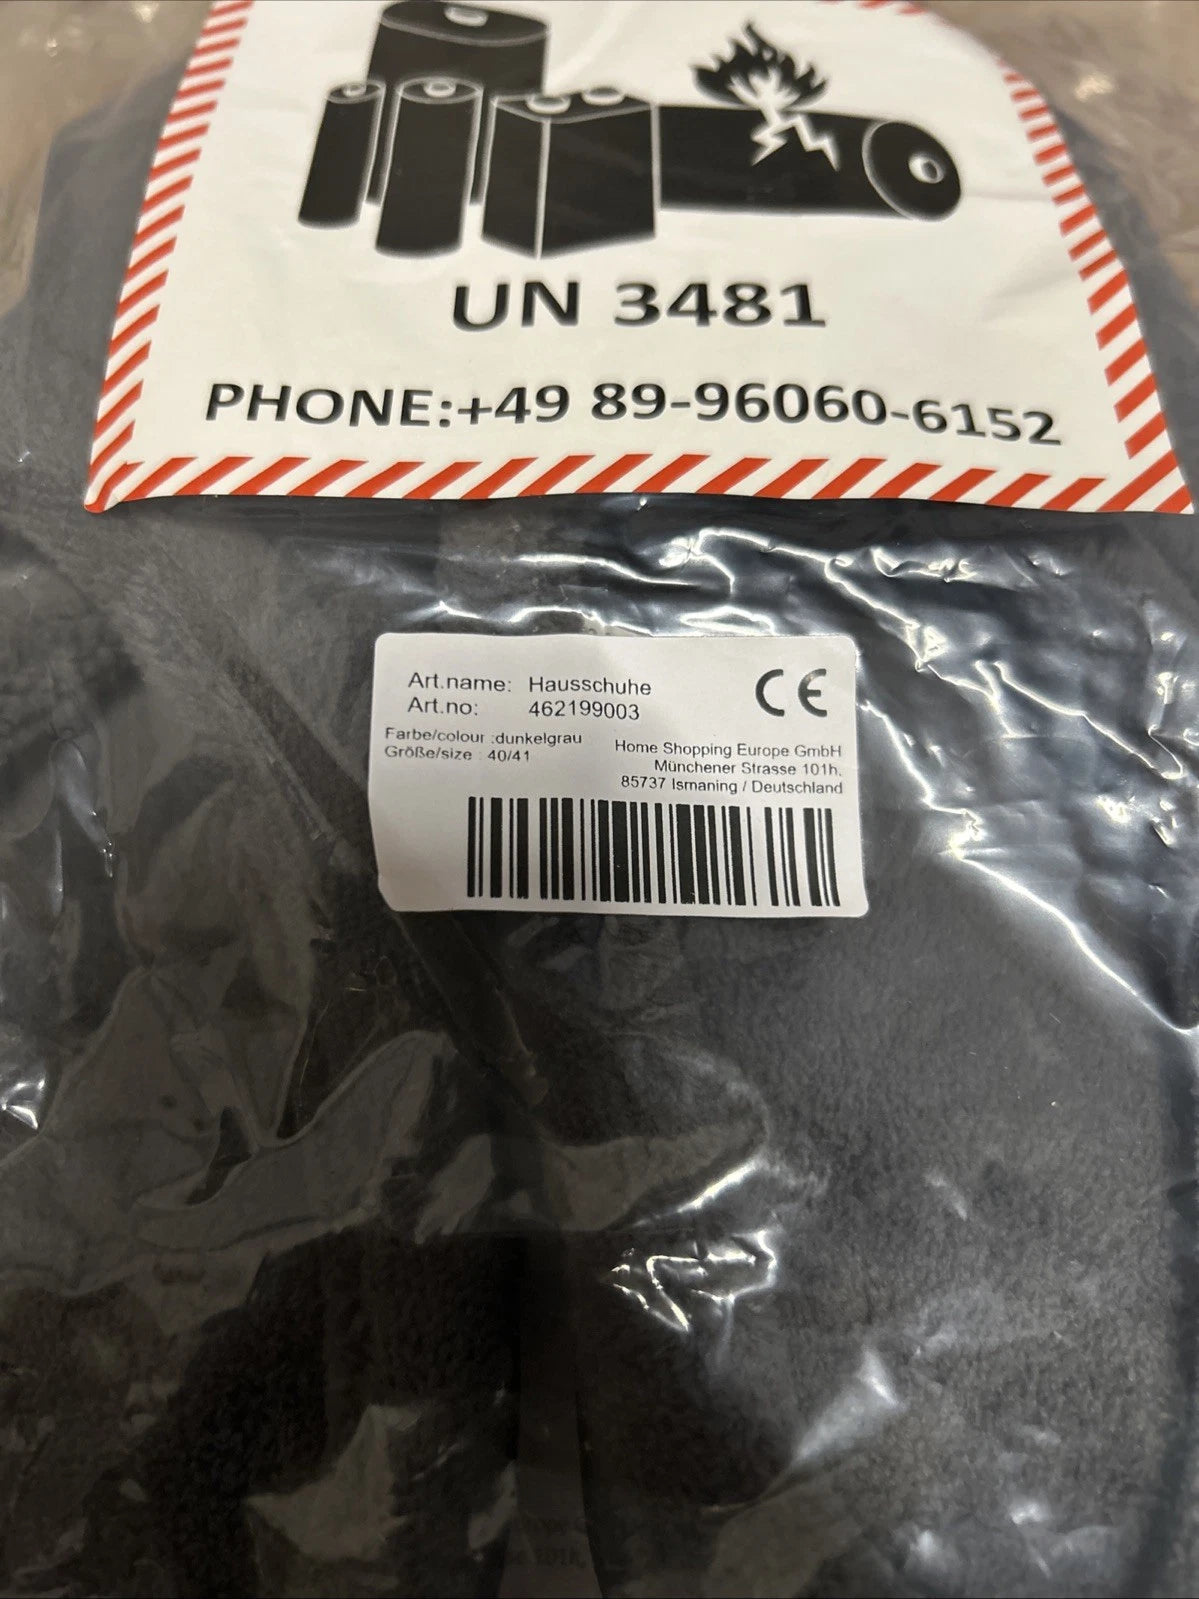 UN 3481
PHONE:+49 89-96060-6152
Art.name: Hausschuhe
Art.no: 462199003
CE
Farbe/colour :dunkelgrau
Größe/size : 40/41
Home Shopping Europe GmbH
Münchener Strasse 101h.
85737 Ismaning / Deutschland